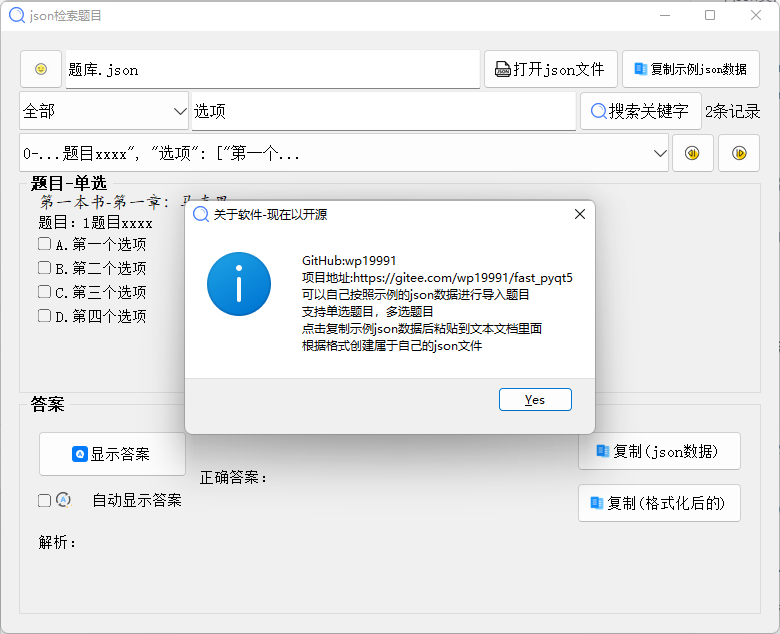 json检索题目
题库.json
打开json文件
复制示例json数据
全部
选项
搜索关键字
2条记录
0-...题目xxxx", "选项": ["第一个...
题目-单选
第一本书-第一章：
题目：1题目xxxx
A.第一个选项
B.第二个选项
C.第三个选项
D.第四个选项
关于软件-现在以开源
GitHub:wp19991
项目地址:https://gitee.com/wp19991/fast_pyqt5
可以自己按照示例的json数据进行导入题目
支持单选题目，多选题目
点击复制示例json数据后粘贴到文本文档里面
根据格式创建属于自己的json文件
Yes
答案
显示答案
正确答案：
复制(json数据)
自动显示答案
复制(格式化后的)
解析：